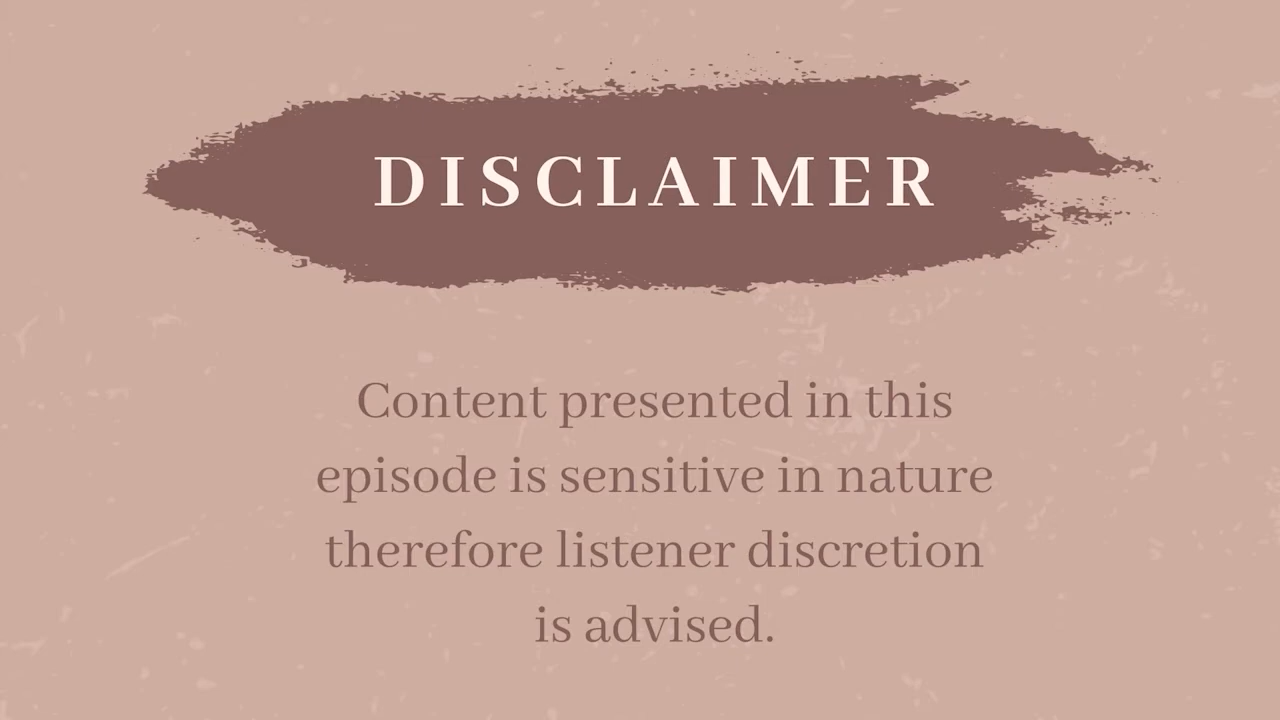 DISCLAIMER
Content presented in this
episode is sensitive in nature
therefore listener discretion
is advised.